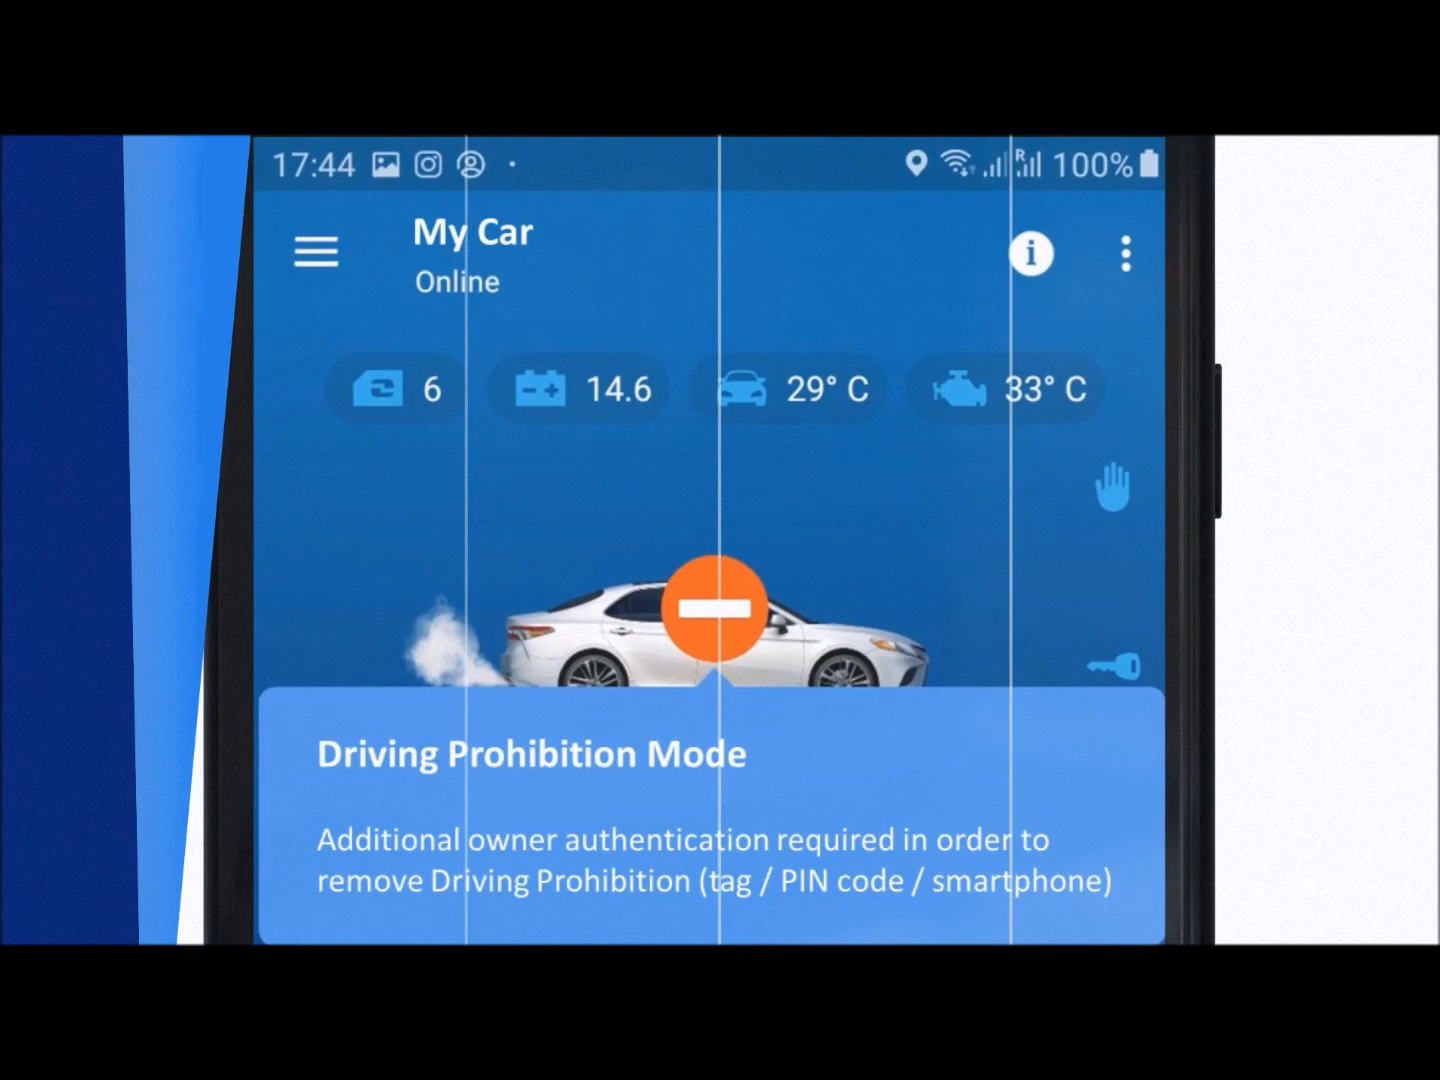 17:44
R 100%
My Car
Online
6 14.6 29° C 33° C
Driving Prohibition Mode
Additional owner authentication required in order to
remove Driving Prohibition (tag / PIN code / smartphone)